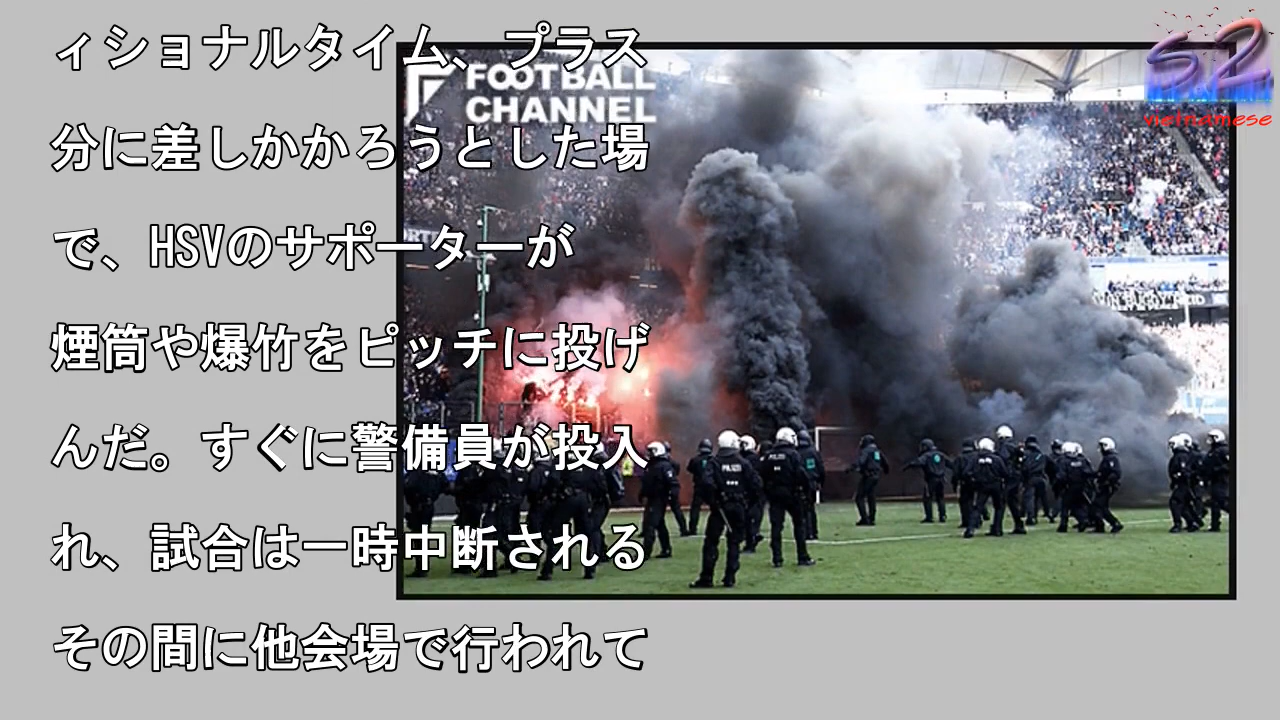 ィショナルタイム、プラス
分に差しかかろうとした場
で、HSVのサポーターが
煙筒や爆竹をピッチに投げ
んだ。すぐに警備員が投入
れ、試合は一時中断される
その間に他会場で行われて
FOOTBALL
CHANNEL
S2
vietnamese
POLIZEI